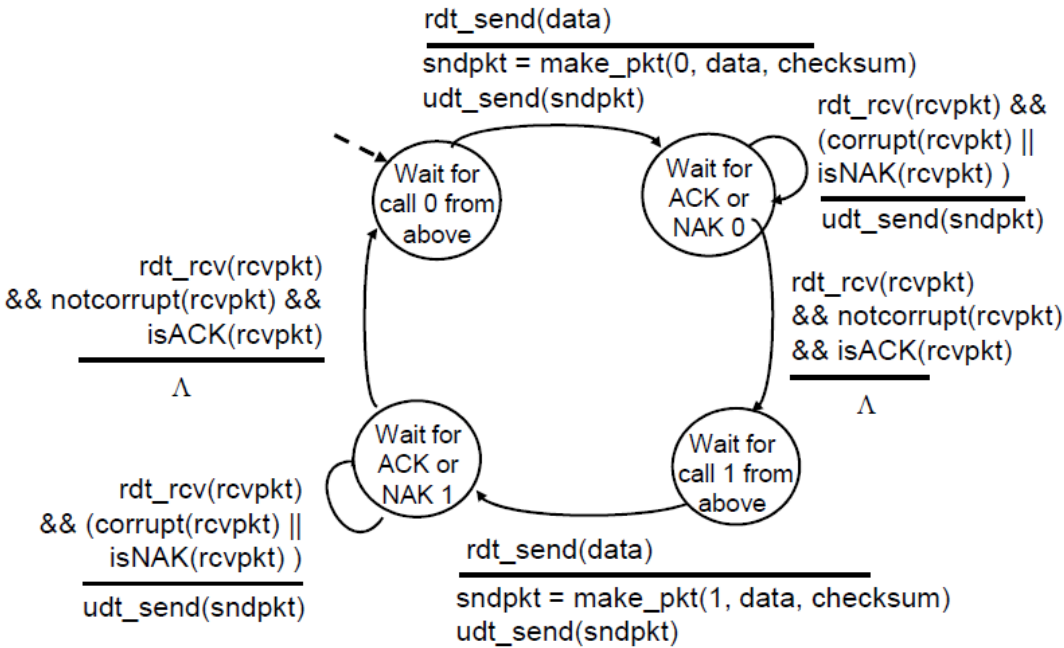 rdt_send(data)
sndpkt = make_pkt(0, data, checksum)
udt_send(sndpkt)
Wait for
call 0 from
above
Wait for
ACK or
NAK 0
rdt_rcv(rcvpkt) &&
(corrupt(rcvpkt) ||
isNAK(rcvpkt) )
udt_send(sndpkt)
rdt_rcv(rcvpkt)
&& notcorrupt(rcvpkt) &&
isACK(rcvpkt)
Λ
rdt_rcv(rcvpkt)
&& notcorrupt(rcvpkt)
&& isACK(rcvpkt)
Λ
Wait for
ACK or
NAK 1
Wait for
call 1 from
above
rdt_rcv(rcvpkt)
&& (corrupt(rcvpkt) ||
isNAK(rcvpkt) )
udt_send(sndpkt)
rdt_send(data)
sndpkt = make_pkt(1, data, checksum)
udt_send(sndpkt)